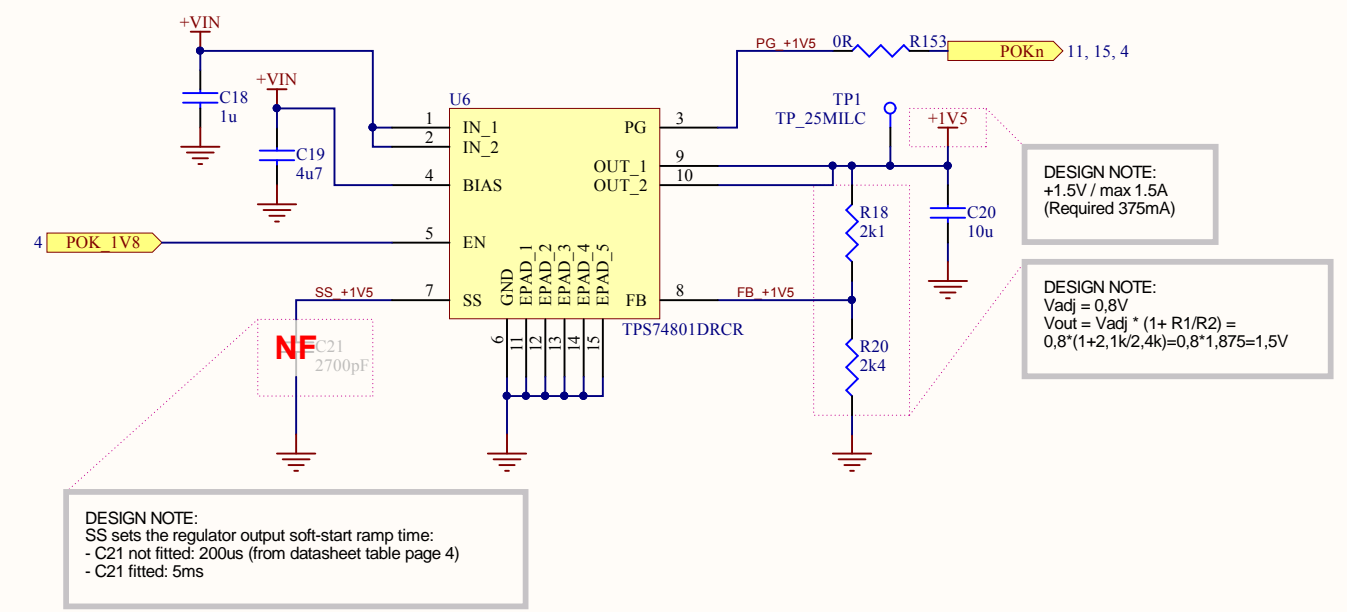 +VIN
C18
1u
+VIN
C19
4u7
U6
1
IN_1
2
IN_2
4
BIAS
5
EN
7
SS
GND
EPAD_1
EPAD_2
EPAD_3
EPAD_4
EPAD_5
6
11
12
13
14
15
PG
3
OUT_1
9
OUT_2
10
FB
8
TPS74801DRCR
4
POK_1V8
SS_+1V5
NF
C21
2700pF
PG_+1V5
0R
R153
POKn
11, 15, 4
TP1
TP_25MILC
+1V5
R18
2k1
C20
10u
FB_+1V5
R20
2k4
DESIGN NOTE:
+1.5V / max 1.5A
(Required 375mA)
DESIGN NOTE:
Vadj = 0,8V
Vout = Vadj * (1+ R1/R2) =
0,8*(1+2,1k/2,4k)=0,8*1,875=1,5V
DESIGN NOTE:
SS sets the regulator output soft-start ramp time:
- C21 not fitted: 200us (from datasheet table page 4)
- C21 fitted: 5ms